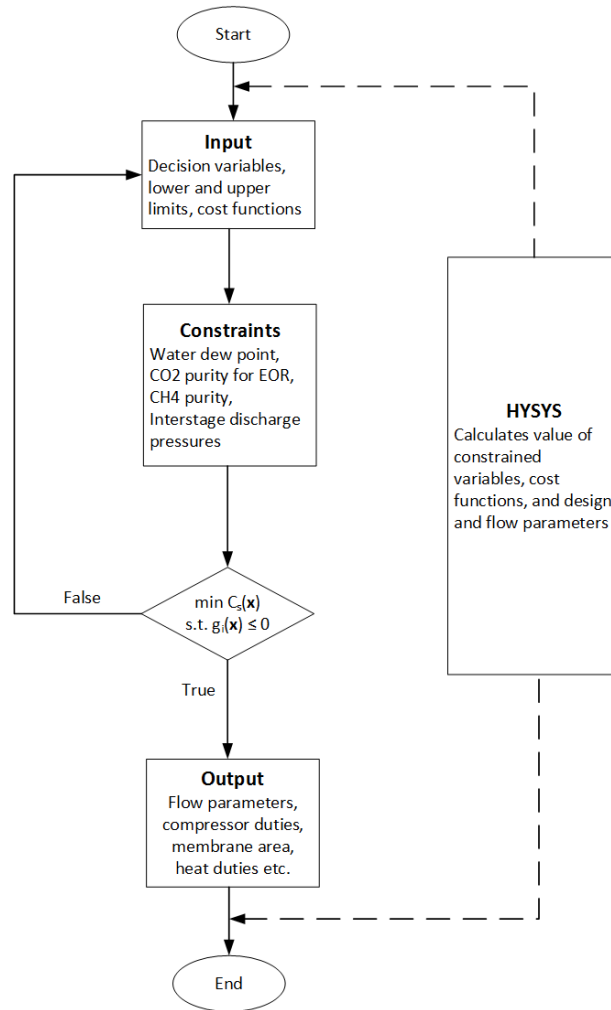 Start
Input
Decision variables,
lower and upper
limits, cost functions
Constraints
Water dew point,
CO2 purity for EOR,
CH4 purity,
Interstage discharge
pressures
HYSYS
Calculates value of
constrained
variables, cost
functions, and design
and flow parameters
False
min Cₛ(x)
s.t. gᵢ(x) ≤ 0
True
Output
Flow parameters,
compressor duties,
membrane area,
heat duties etc.
End